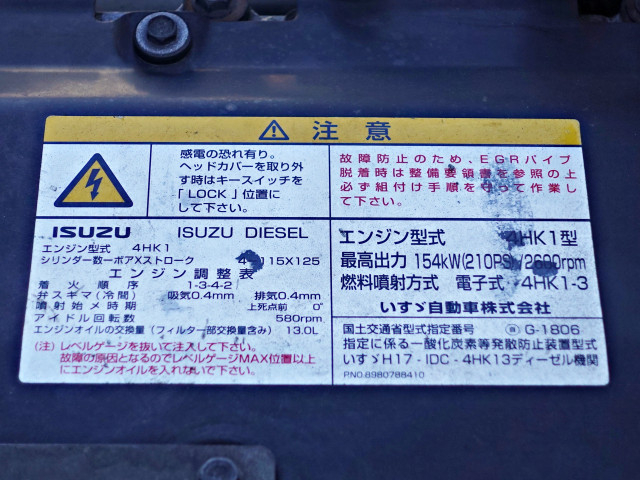 注意
感電の恐れ有り。
ヘッドカバーを取り外
す時はキースイッチを
「LOCK」位置に
して下さい。
故障防止のため、EGRパイプ
脱着時は整備要領書を参照の上
必ず組付け手順を守って作業し
て下さい。
ISUZU ISUZU DIESEL
エンジン型式 4HK1
シリンダ数ーボアXストローク 4 115X125
エンジン調整表
着火順序 1-3-4-2
弁スキマ(冷間) 吸気0.4mm 排気0.4mm
噴射始メ時期 上死点前 0°
アイドル回転数 580rpm
エンジンオイルの交換量(フィルター部交換量含み) 13.0L
(注)レベルゲージを抜いて注入して下さい。
故障の原因となるのでレベルゲージMAX位置以上
にエンジンオイルを入れないで下さい。
エンジン型式 4HK1型
最高出力 154kW(210PS)/2600rpm
燃料噴射方式 電子式 4HK1-3
いすゞ自動車株式会社
国土交通省型式指定番号 ⓐ G-1806
指定に係る一酸化炭素等発散防止装置型式
いすゞH17-IDC-4HK13ディーゼル機関
P.NO.8980788410